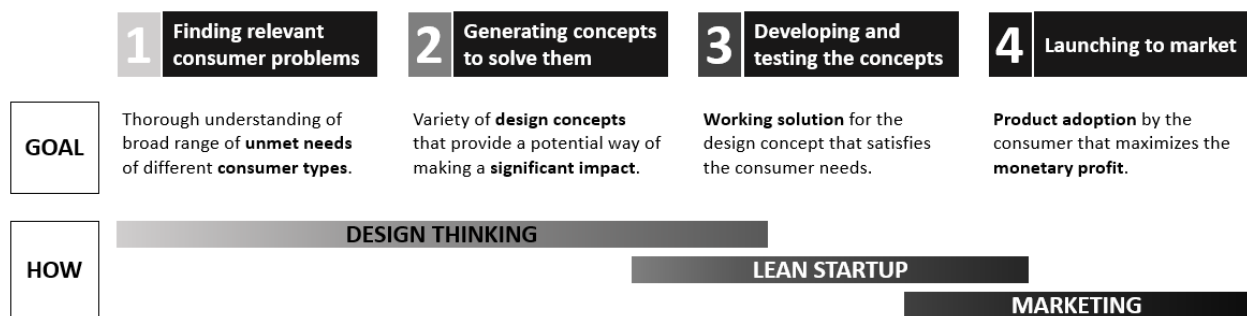 1
Finding relevant
consumer problems
2
Generating concepts
to solve them
3
Developing and
testing the concepts
4
Launching to market
GOAL
Thorough understanding of
broad range of unmet needs
of different consumer types.
Variety of design concepts
that provide a potential way of
making a significant impact.
Working solution for the
design concept that satisfies
the consumer needs.
Product adoption by the
consumer that maximizes the
monetary profit.
HOW
DESIGN THINKING
LEAN STARTUP
MARKETING